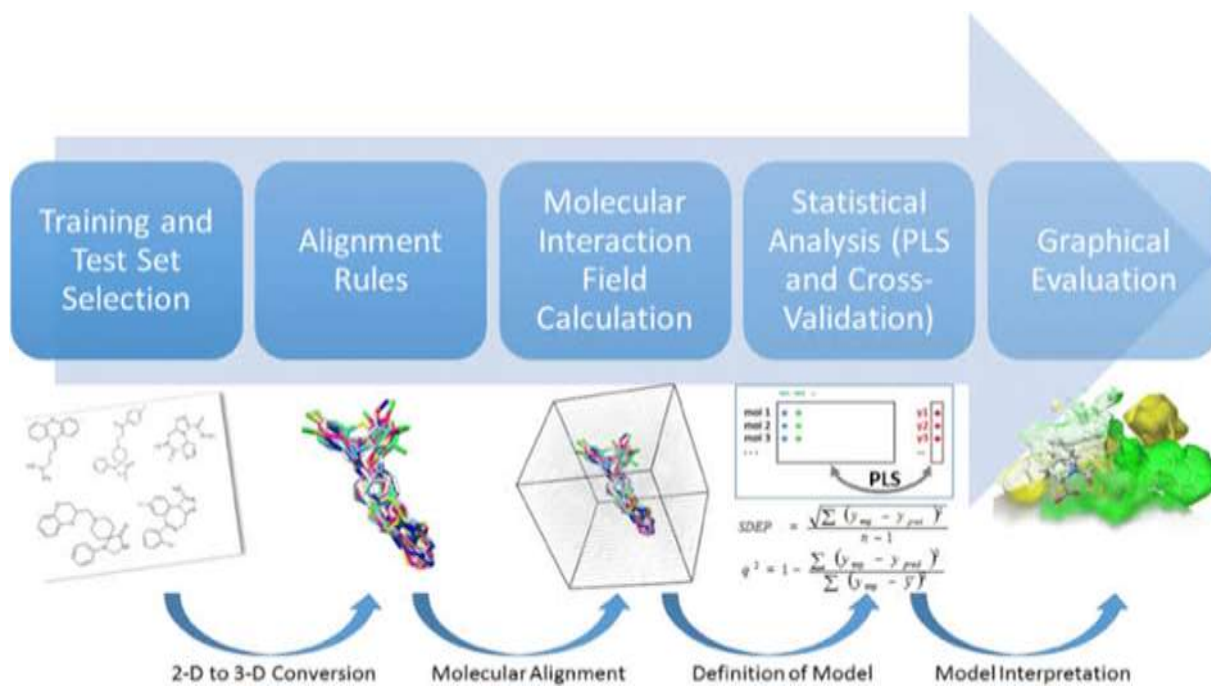 Training and
Test Set
Selection
Alignment
Rules
Molecular
Interaction
Field
Calculation
Statistical
Analysis (PLS
and Cross-
Validation)
Graphical
Evaluation
mol 1
mol 2
mol 3
...
y1
y2
y3
...
PLS
SDEP = √∑ (y
n - 1
q² = 1 - ∑ (y
∑ (y
2-D to 3-D Conversion
Molecular Alignment
Definition of Model
Model Interpretation